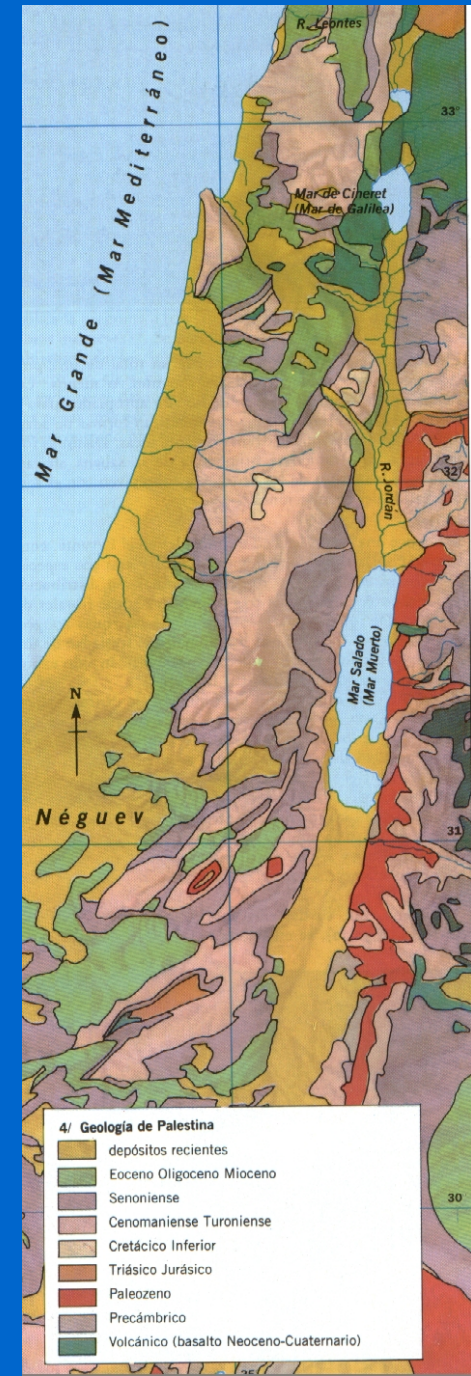 R. Leontes
33°
Mar de Cineret
(Mar de Galilea)
Mar Grande (Mar Mediterráneo)
32
R. Jordán
Mar Salado
(Mar Muerto)
N
Néguev
31
4/ Geología de Palestina
depósitos recientes
Eoceno Oligoceno Mioceno
Senoniense
Cenomaniense Turoniense
Cretácico Inferior
Triásico Jurásico
Paleozeno
Precámbrico
Volcánico (basalto Neoceno-Cuaternario)
30